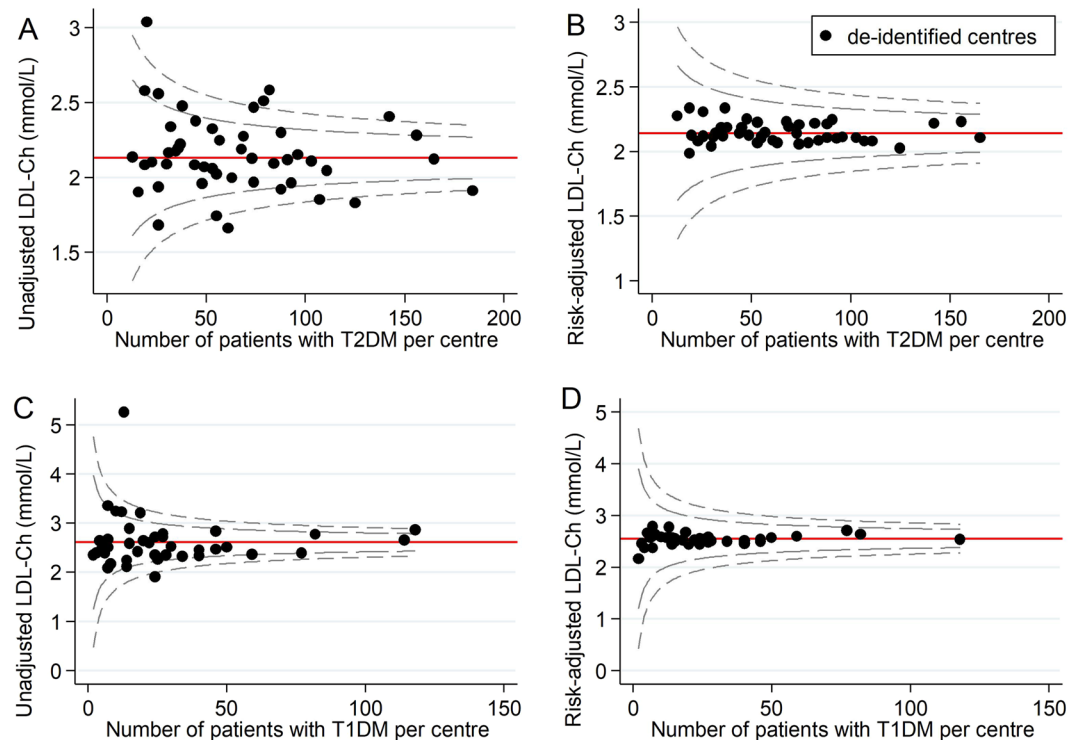 A
Unadjusted LDL-Ch (mmol/L)
3
2.5
2
1.5
0 50 100 150 200
Number of patients with T2DM per centre
B
de-identified centres
Risk-adjusted LDL-Ch (mmol/L)
3
2.5
2
1.5
1
0 50 100 150 200
Number of patients with T2DM per centre
C
Unadjusted LDL-Ch (mmol/L)
5
4
3
2
1
0
0 50 100 150
Number of patients with T1DM per centre
D
Risk-adjusted LDL-Ch (mmol/L)
5
4
3
2
1
0
0 50 100 150
Number of patients with T1DM per centre